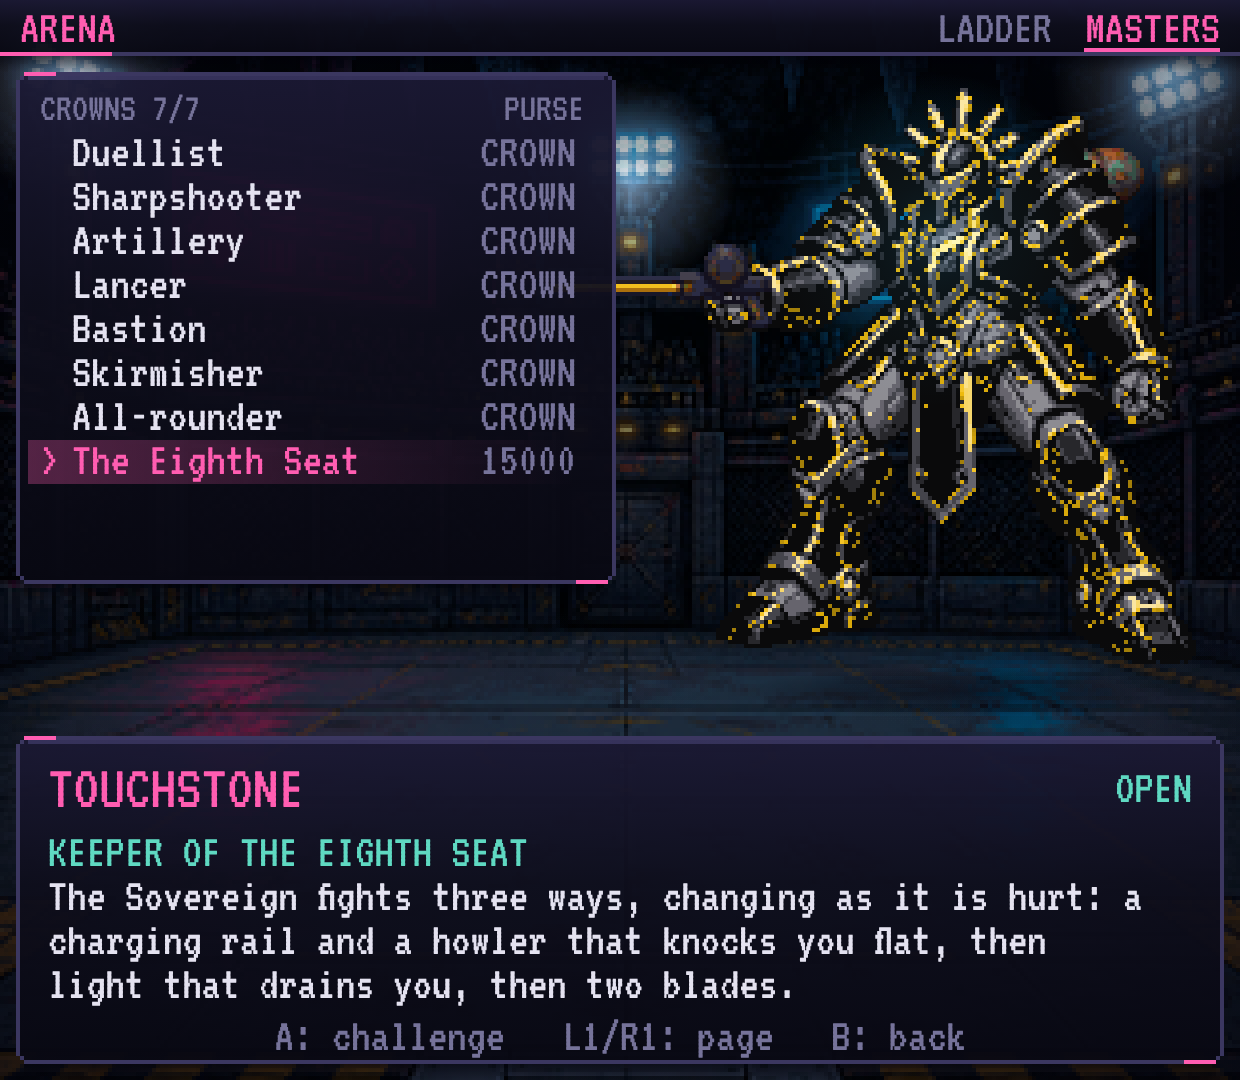 ARENA LADDER MASTERS
CROWNS 7/7 PURSE
Duellist CROWN
Sharpshooter CROWN
Artillery CROWN
Lancer CROWN
Bastion CROWN
Skirmisher CROWN
All-rounder CROWN
> The Eighth Seat 15000
TOUCHSTONE OPEN
KEEPER OF THE EIGHTH SEAT
The Sovereign fights three ways, changing as it is hurt: a
charging rail and a howler that knocks you flat, then
light that drains you, then two blades.
A: challenge L1/R1: page B: back